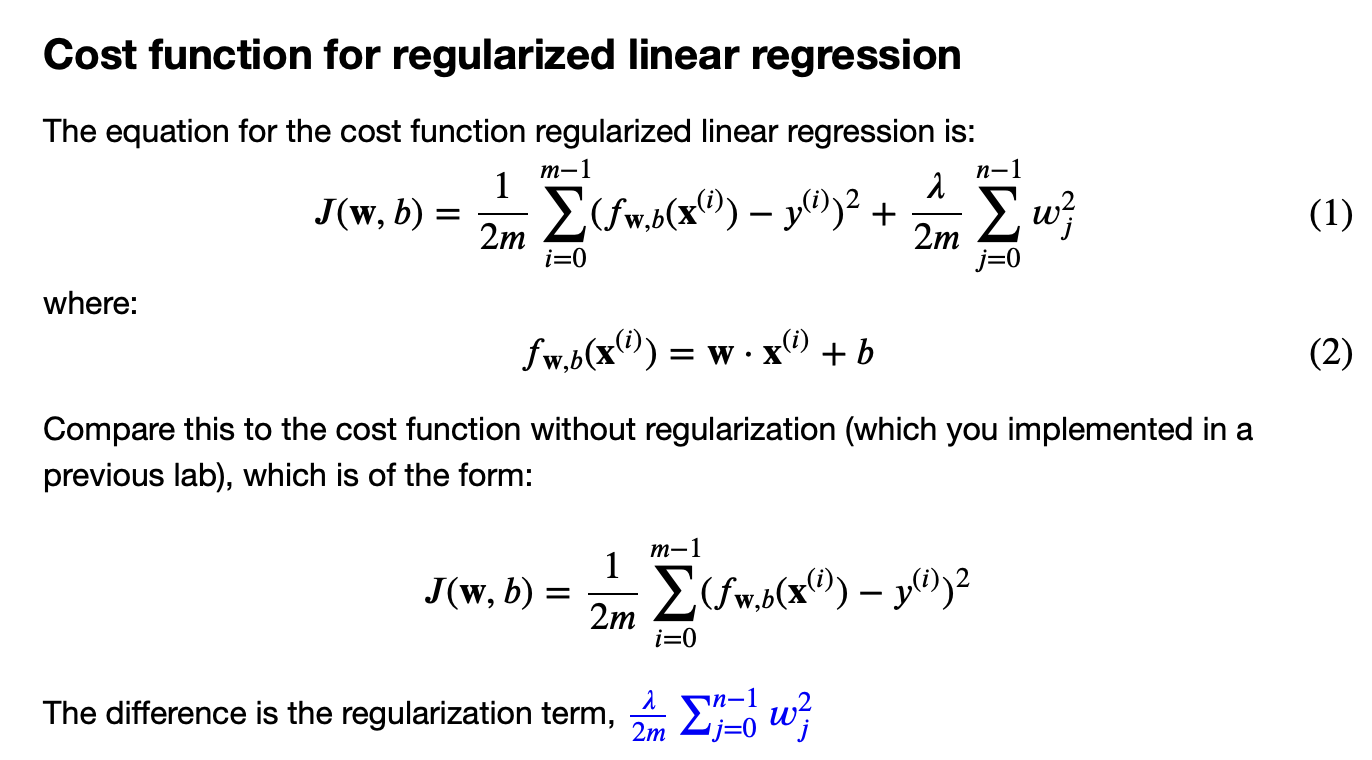 Cost function for regularized linear regression
The equation for the cost function regularized linear regression is:
$$J(\mathbf{w}, b) = \frac{1}{2m} \sum_{i=0}^{m-1} (f_{\mathbf{w},b}(\mathbf{x}^{(i)}) - y^{(i)})^2 + \frac{\lambda}{2m} \sum_{j=0}^{n-1} w_j^2 \quad (1)$$
where:
$$f_{\mathbf{w},b}(\mathbf{x}^{(i)}) = \mathbf{w} \cdot \mathbf{x}^{(i)} + b \quad (2)$$
Compare this to the cost function without regularization (which you implemented in a
previous lab), which is of the form:
$$J(\mathbf{w}, b) = \frac{1}{2m} \sum_{i=0}^{m-1} (f_{\mathbf{w},b}(\mathbf{x}^{(i)}) - y^{(i)})^2$$
The difference is the regularization term, $\frac{\lambda}{2m} \sum_{j=0}^{n-1} w_j^2$